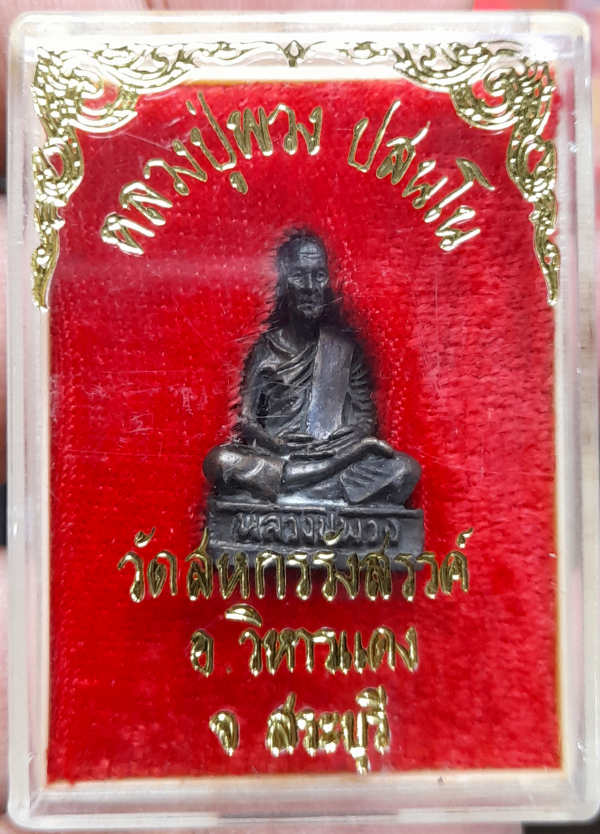 หลวงปู่พวง ปสนโน
หลวงปู่พวง
วัดสหกรรังสรรค์
อ วิหารแดง
จ สระบุรี